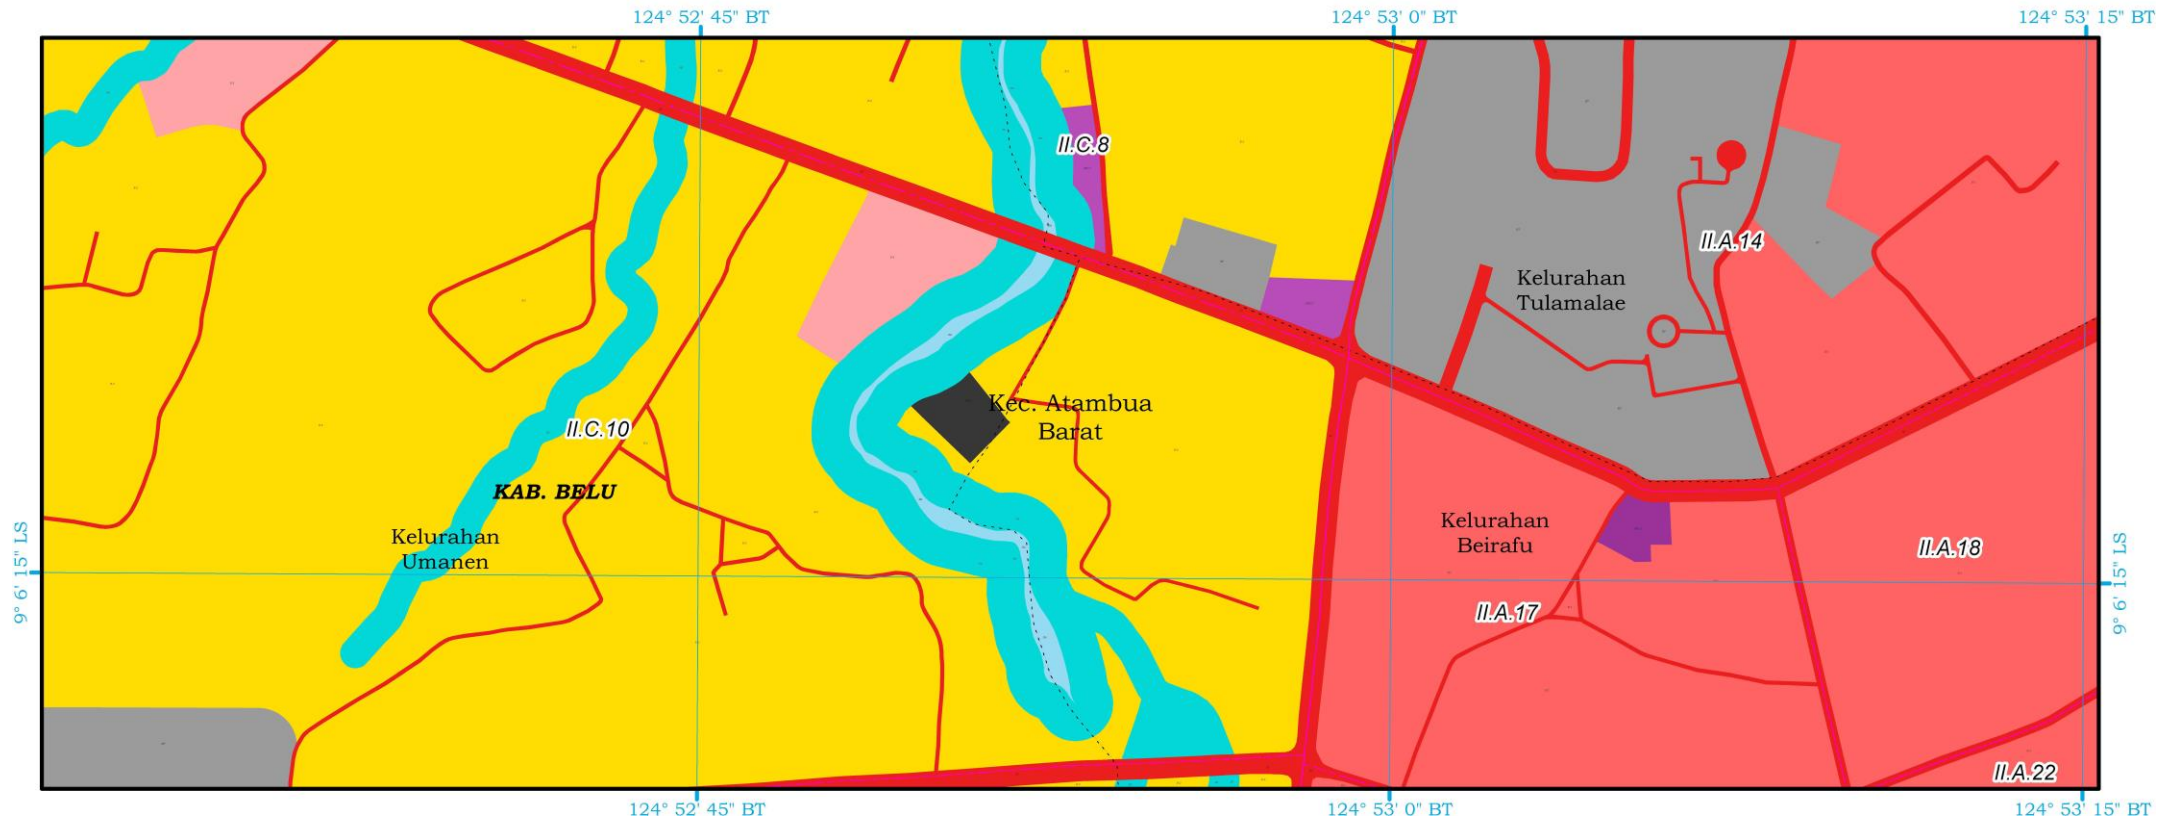 124° 52' 45" BT
124° 53' 0" BT
124° 53' 15" BT
II.C.8
II.A.14
Kelurahan
Tulamalae
Kec. Atambua
Barat
II.C.10
KAB. BELU
Kelurahan
Umanen
Kelurahan
Beirafu
II.A.18
II.A.17
II.A.22
9° 6' 15" LS
9° 6' 15" LS
124° 52' 45" BT
124° 53' 0" BT
124° 53' 15" BT